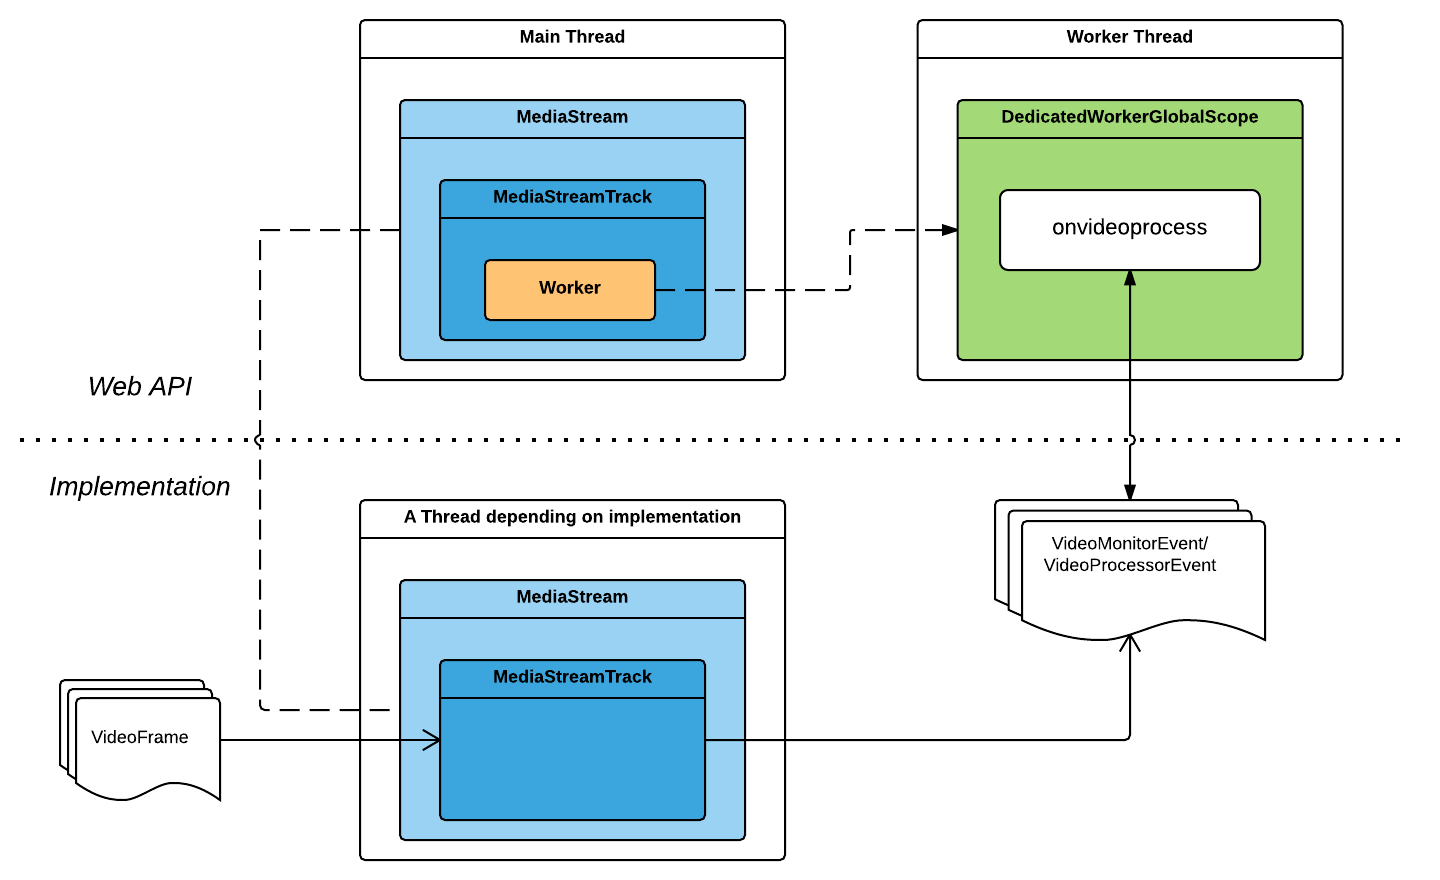 Main Thread
Worker Thread
MediaStream
DedicatedWorkerGlobalScope
MediaStreamTrack
onvideoprocess
Worker
Web API
Implementation
A Thread depending on implementation
VideoMonitorEvent/
VideoProcessorEvent
MediaStream
MediaStreamTrack
VideoFrame